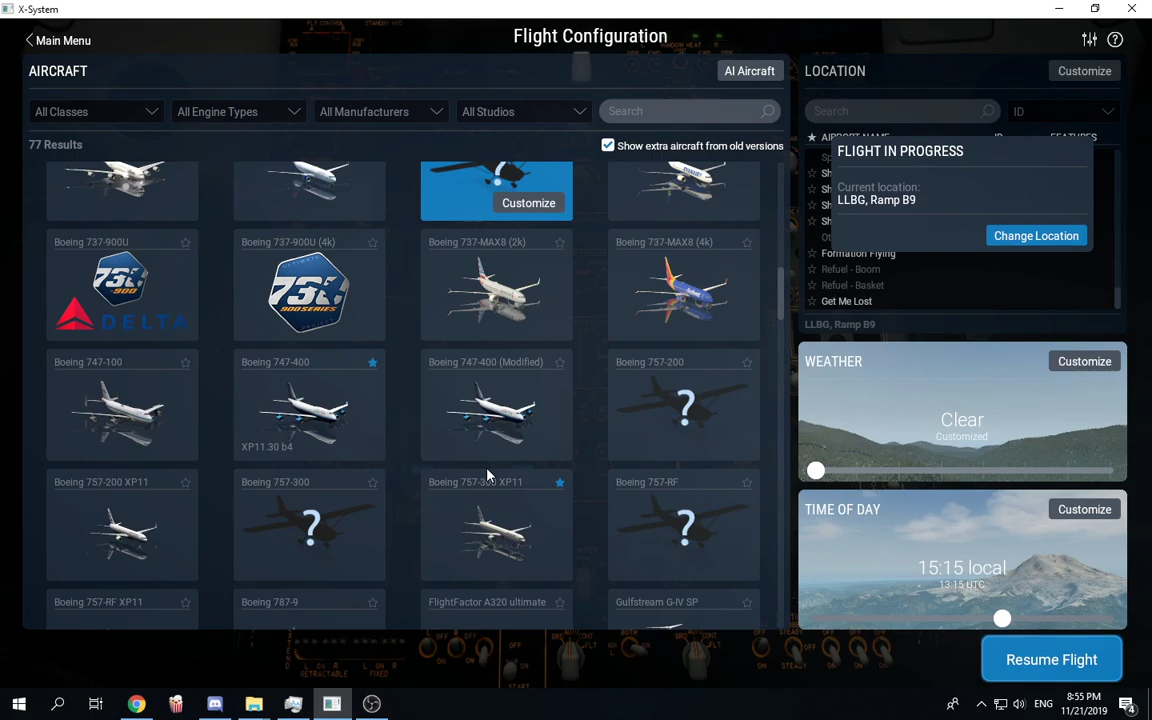 X-System
Main Menu
Flight Configuration
AIRCRAFT
AI Aircraft
All Classes
All Engine Types
All Manufacturers
All Studios
Search
77 Results
Show extra aircraft from old versions
Customize
Boeing 737-900U
Boeing 737-900U (4k)
Boeing 737-MAX8 (2k)
Boeing 737-MAX8 (4k)
DELTA
Boeing 747-100
Boeing 747-400
Boeing 747-400 (Modified)
Boeing 757-200
XP11.30 b4
Boeing 757-200 XP11
Boeing 757-300
Boeing 757-300 XP11
Boeing 757-RF
Boeing 757-RF XP11
Boeing 787-9
FlightFactor A320 ultimate
Gulfstream G-IV SP
LOCATION
Customize
Search
ID
AIRPORT NAME
ID
FEATURES
FLIGHT IN PROGRESS
Current location:
LLBG, Ramp B9
Change Location
Formation Flying
Refuel - Boom
Refuel - Basket
Get Me Lost
LLBG, Ramp B9
WEATHER
Customize
Clear
Customized
TIME OF DAY
Customize
15:15 local
13:15 UTC
Resume Flight
ENG
8:55 PM
11/21/2019
4